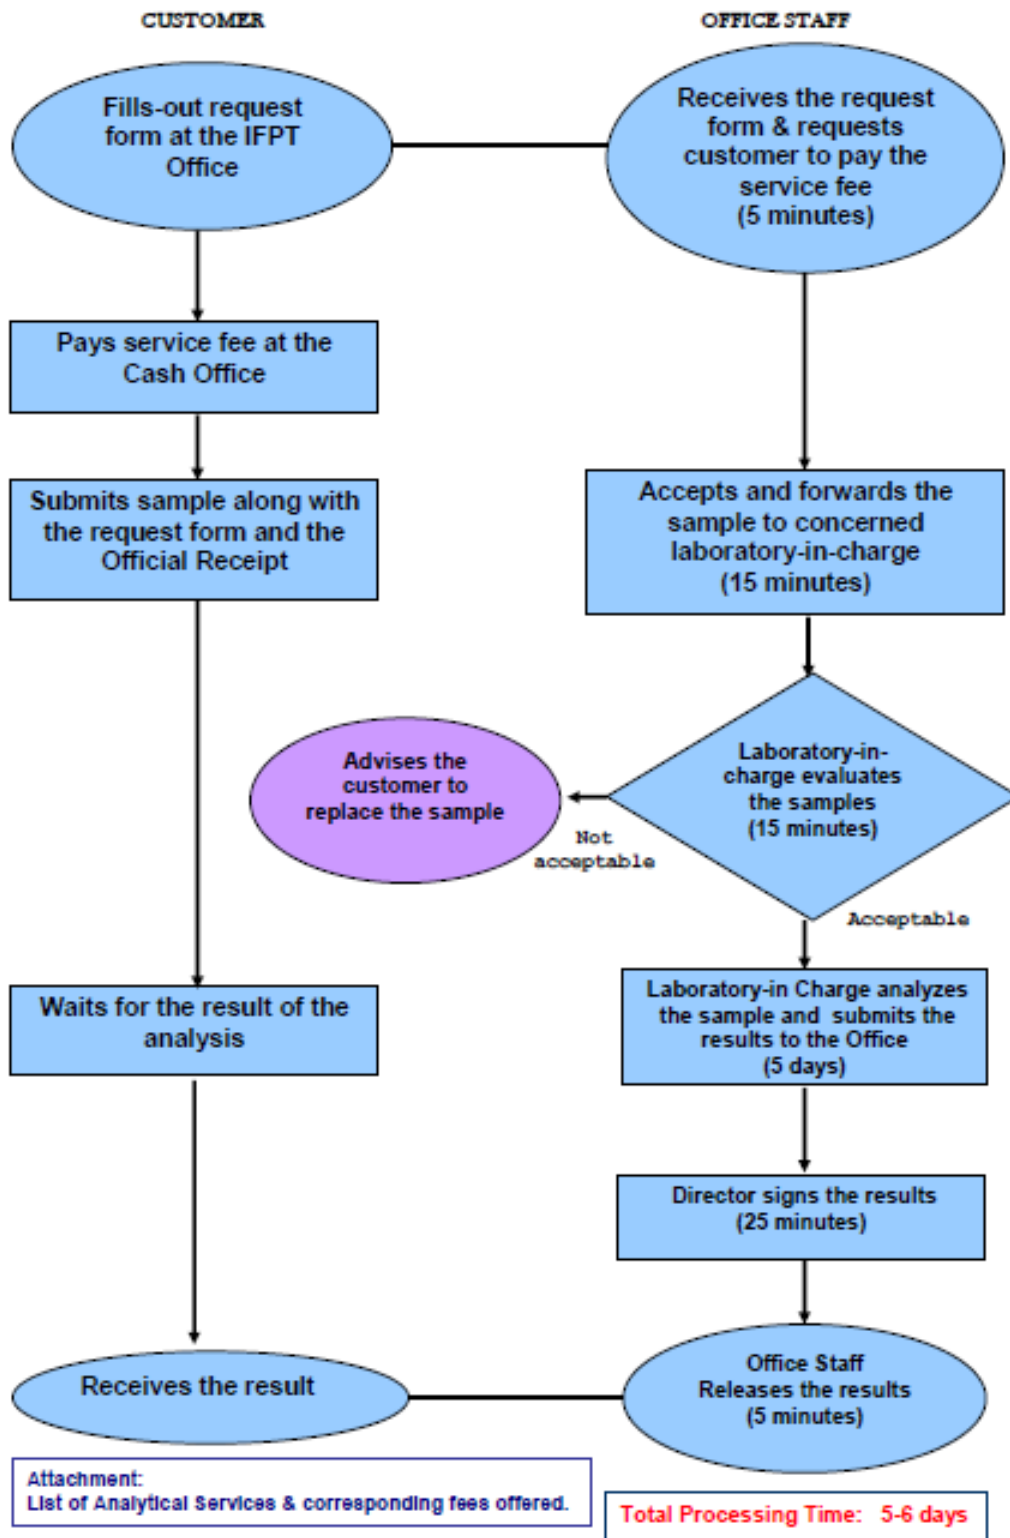 CUSTOMER
OFFICE STAFF
Fills-out request
form at the IFPT
Office
Receives the request
form & requests
customer to pay the
service fee
(5 minutes)
Pays service fee at the
Cash Office
Submits sample along with
the request form and the
Official Receipt
Accepts and forwards the
sample to concerned
laboratory-in-charge
(15 minutes)
Laboratory-in-
charge evaluates
the samples
(15 minutes)
Advises the
customer to
replace the sample
Not
acceptable
Acceptable
Waits for the result of the
analysis
Laboratory-in Charge analyzes
the sample and submits the
results to the Office
(5 days)
Director signs the results
(25 minutes)
Receives the result
Office Staff
Releases the results
(5 minutes)
Attachment:
List of Analytical Services & corresponding fees offered.
Total Processing Time: 5-6 days